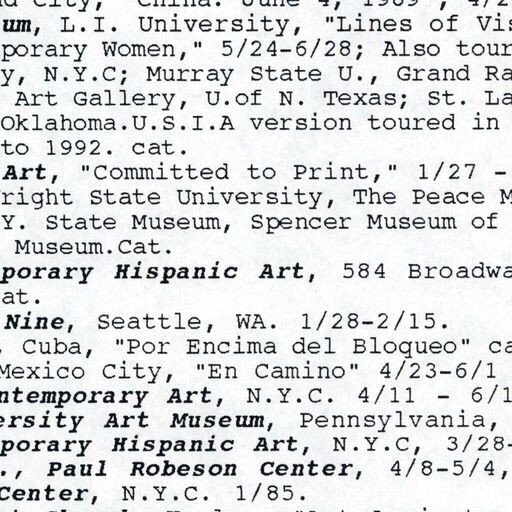 City, "China: June 4, 1989",
um, L.I. University, "Lines of Vis
porary Women," 5/24-6/28; Also tour
y, N.Y.C; Murray State U., Grand Ra
Art Gallery, U.of N. Texas; St. La
Oklahoma.U.S.I.A version toured in
to 1992. cat.
Art, "Committed to Print," 1/27 -
right State University, The Peace M
Y. State Museum, Spencer Museum of
Museum.Cat.
porary Hispanic Art, 584 Broadwa
at.
Nine, Seattle, WA. 1/28-2/15.
, Cuba, "Por Encima del Bloqueo" ca
Mexico City, "En Camino" 4/23-6/1
ntemporary Art, N.Y.C. 4/11 - 6/1
ersity Art Museum, Pennsylvania,
porary Hispanic Art, N.Y.C, 3/28-
., Paul Robeson Center, 4/8-5/4,
Center, N.Y.C. 1/85.